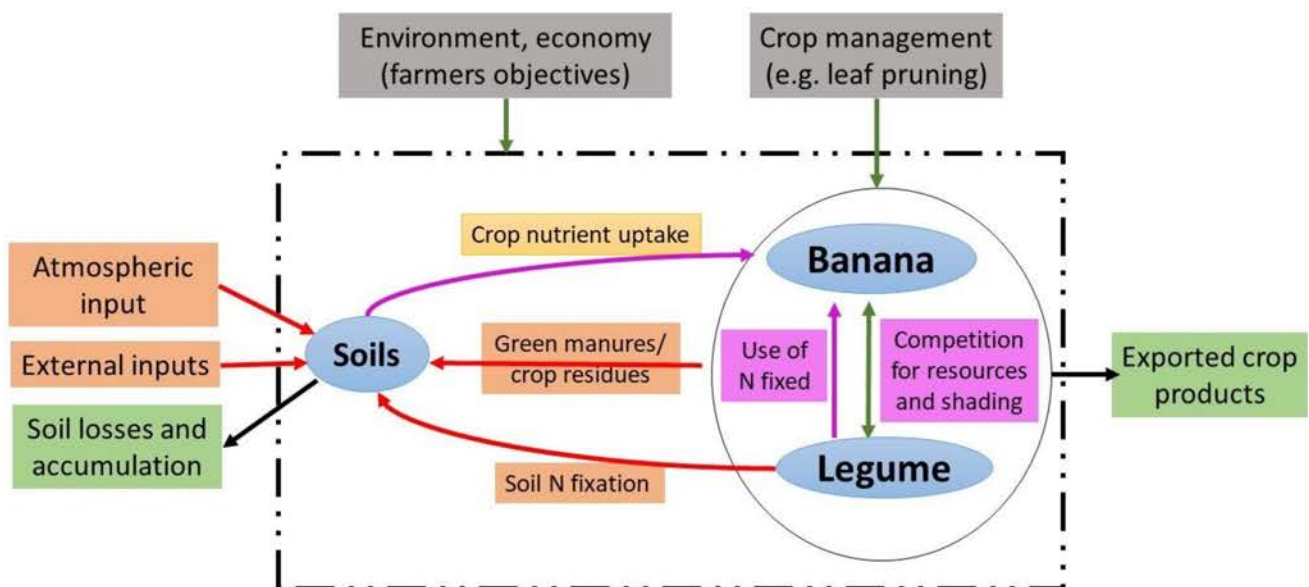 Environment, economy
(farmers objectives)
Crop management
(e.g. leaf pruning)
Crop nutrient uptake
Banana
Atmospheric
input
Soils
Green manures/
crop residues
Use of
N fixed
Competition
for resources
and shading
External inputs
Exported crop
products
Soil losses and
accumulation
Soil N fixation
Legume